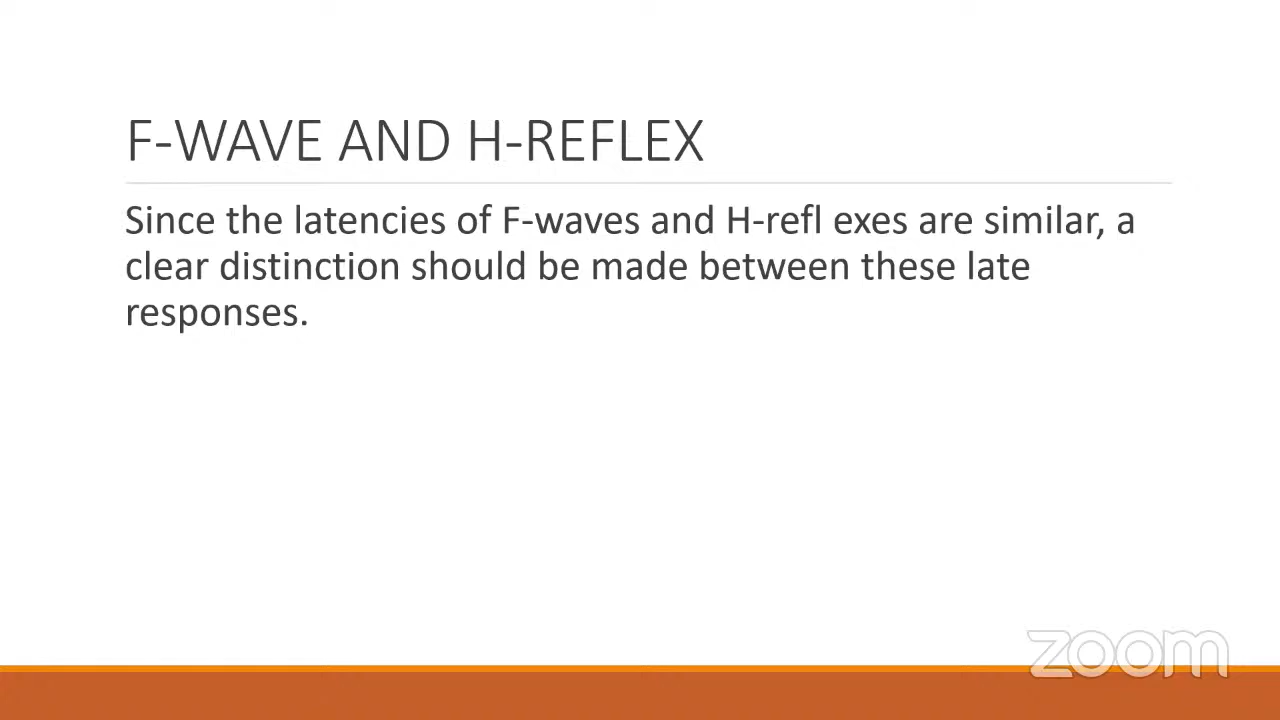 F-WAVE AND H-REFLEX
Since the latencies of F-waves and H-refl exes are similar, a
clear distinction should be made between these late
responses.
zoom